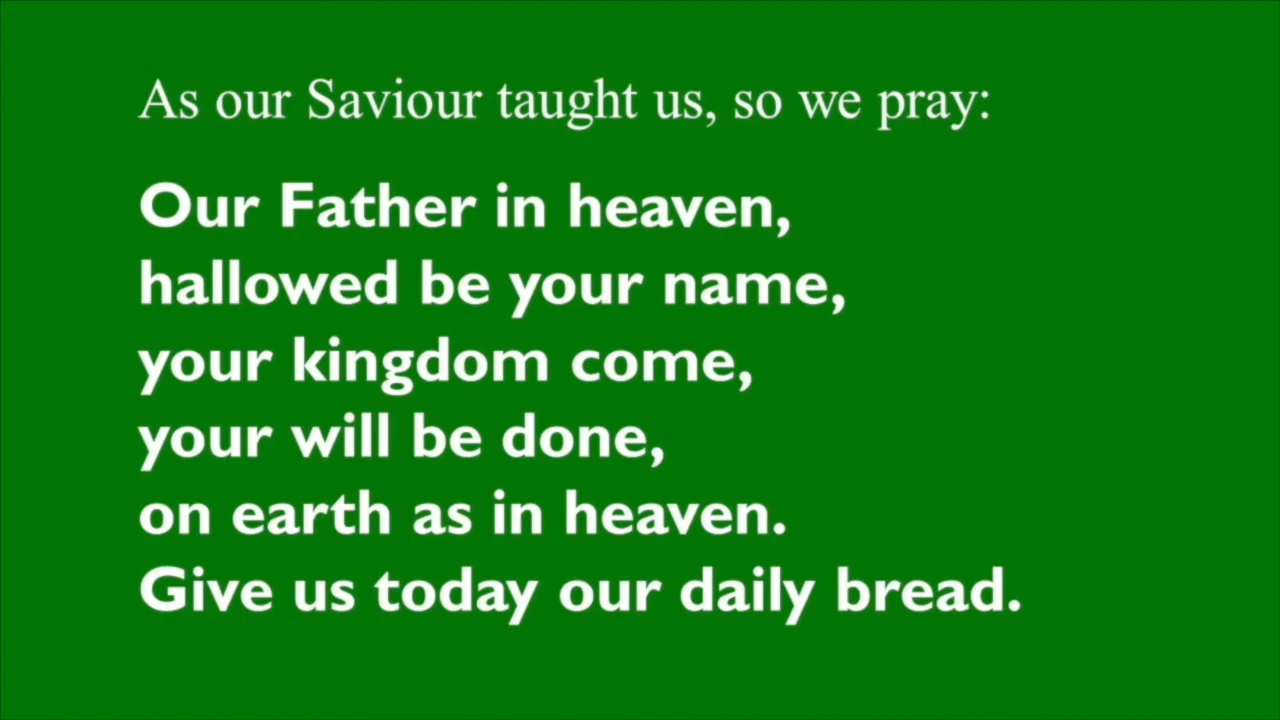 As our Saviour taught us, so we pray:
Our Father in heaven,
hallowed be your name,
your kingdom come,
your will be done,
on earth as in heaven.
Give us today our daily bread.